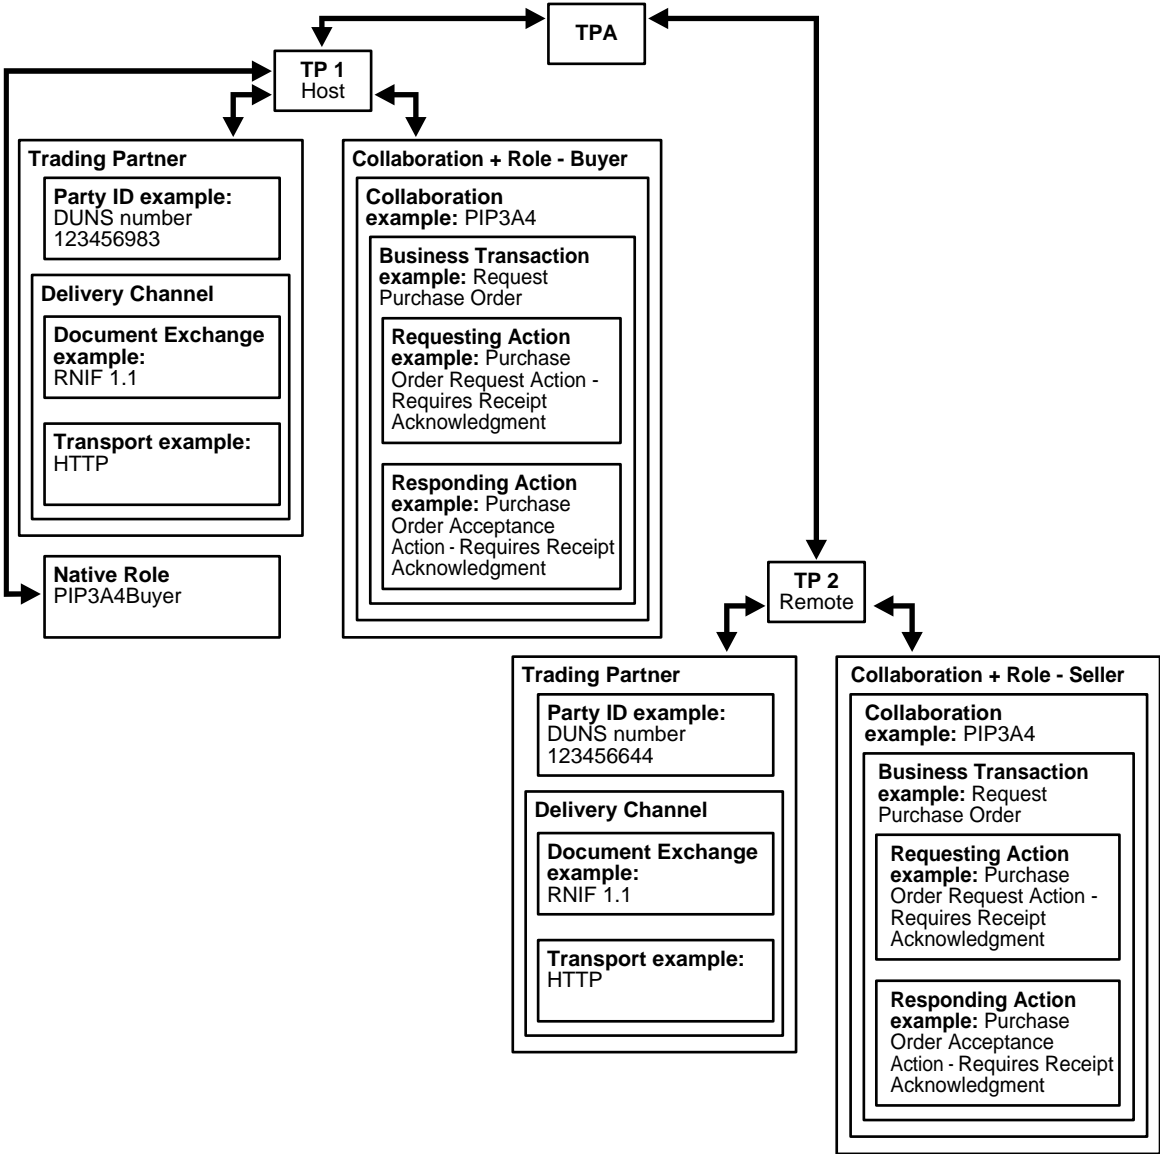 TPA
TP 1
Host
Trading Partner
Party ID example:
DUNS number
123456983
Delivery Channel
Document Exchange
example:
RNIF 1.1
Transport example:
HTTP
Native Role
PIP3A4Buyer
Collaboration + Role - Buyer
Collaboration
example: PIP3A4
Business Transaction
example: Request
Purchase Order
Requesting Action
example: Purchase
Order Request Action -
Requires Receipt
Acknowledgment
Responding Action
example: Purchase
Order Acceptance
Action - Requires Receipt
Acknowledgment
TP 2
Remote
Trading Partner
Party ID example:
DUNS number
123456644
Delivery Channel
Document Exchange
example:
RNIF 1.1
Transport example:
HTTP
Collaboration + Role - Seller
Collaboration
example: PIP3A4
Business Transaction
example: Request
Purchase Order
Requesting Action
example: Purchase
Order Request Action -
Requires Receipt
Acknowledgment
Responding Action
example: Purchase
Order Acceptance
Action - Requires Receipt
Acknowledgment